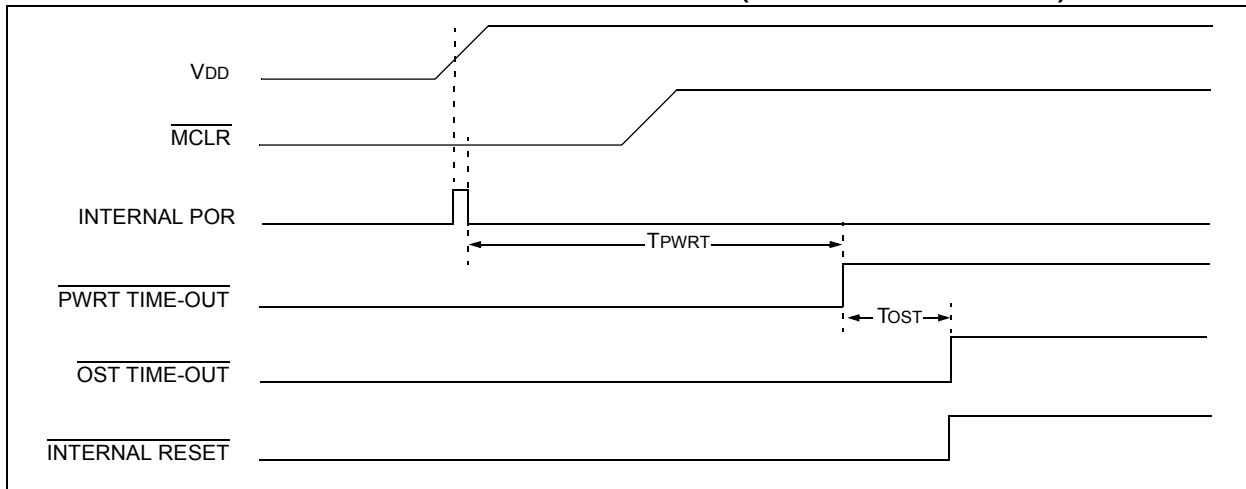 VDD
MCLR
INTERNAL POR
TPWRT
PWRT TIME-OUT
TOST
OST TIME-OUT
INTERNAL RESET